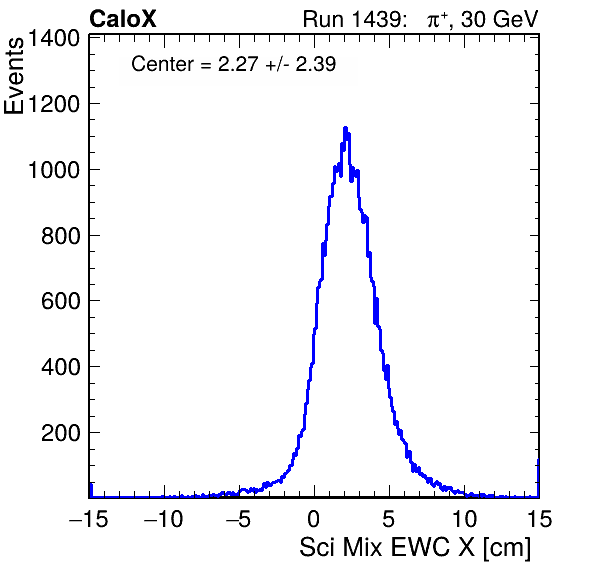 CaloX
Run 1439: π⁺, 30 GeV
Events
Center = 2.27 +/- 2.39
1400
1200
1000
800
600
400
200
−15 −10 −5 0 5 10 15
Sci Mix EWC X [cm]